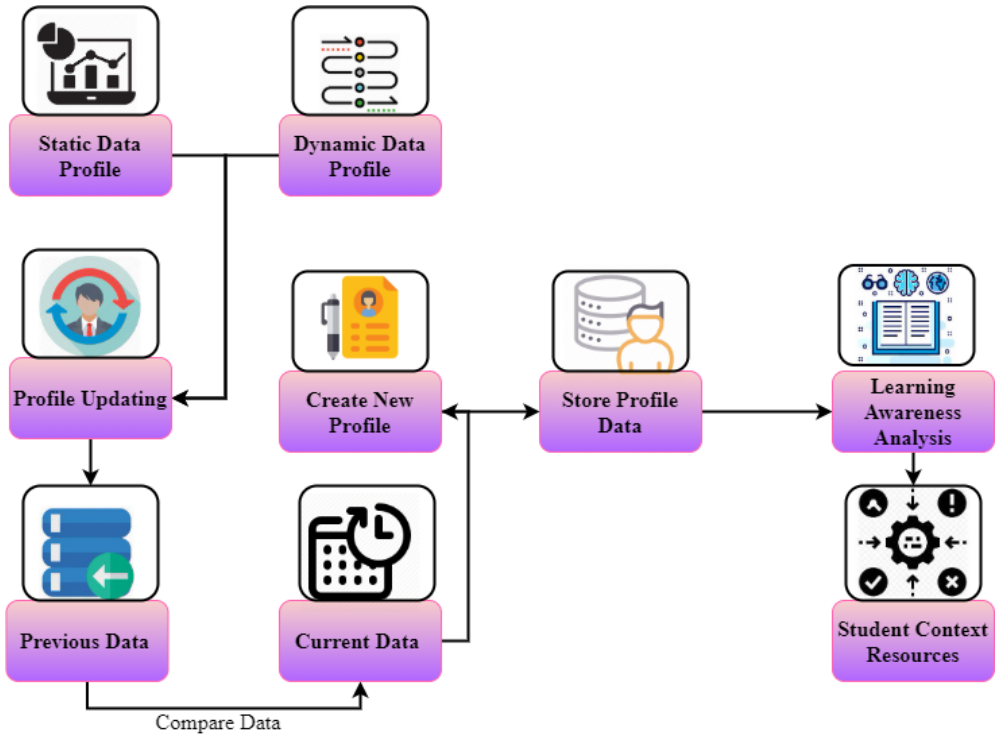 Static Data
Profile
Dynamic Data
Profile
Profile Updating
Create New
Profile
Store Profile
Data
Learning
Awareness
Analysis
Previous Data
Current Data
Student Context
Resources
Compare Data